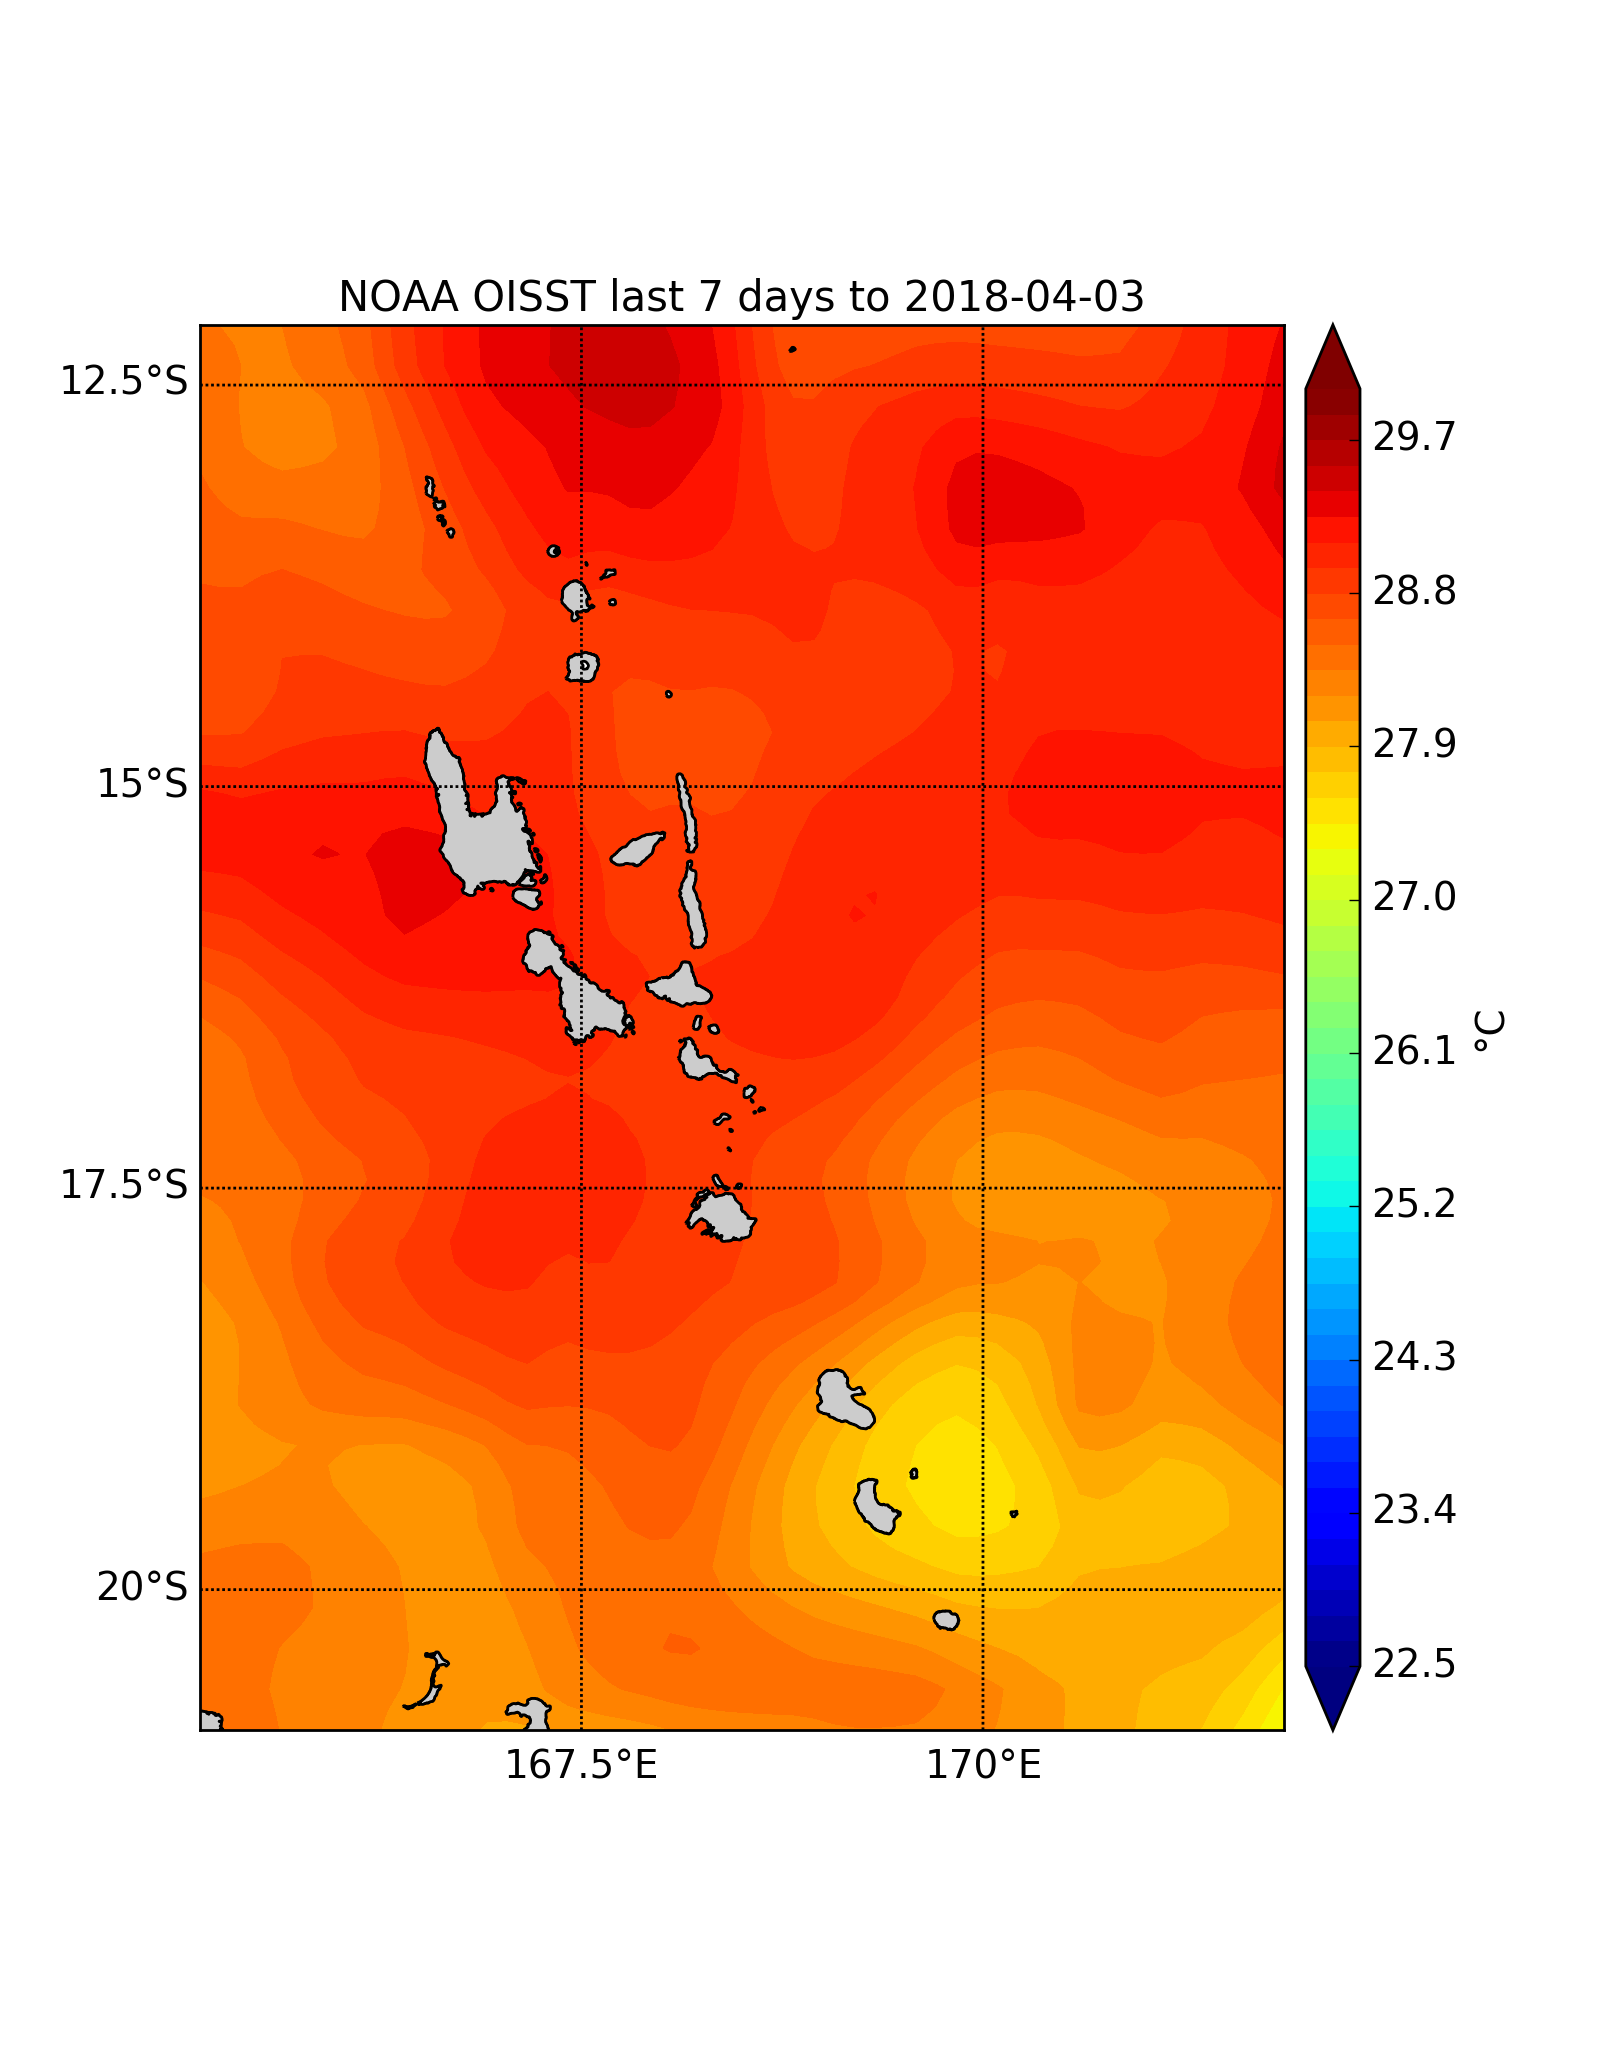 NOAA OISST last 7 days to 2018-04-03
12.5°S
15°S
17.5°S
20°S
167.5°E
170°E
29.7
28.8
27.9
27.0
26.1
25.2
24.3
23.4
22.5
°C